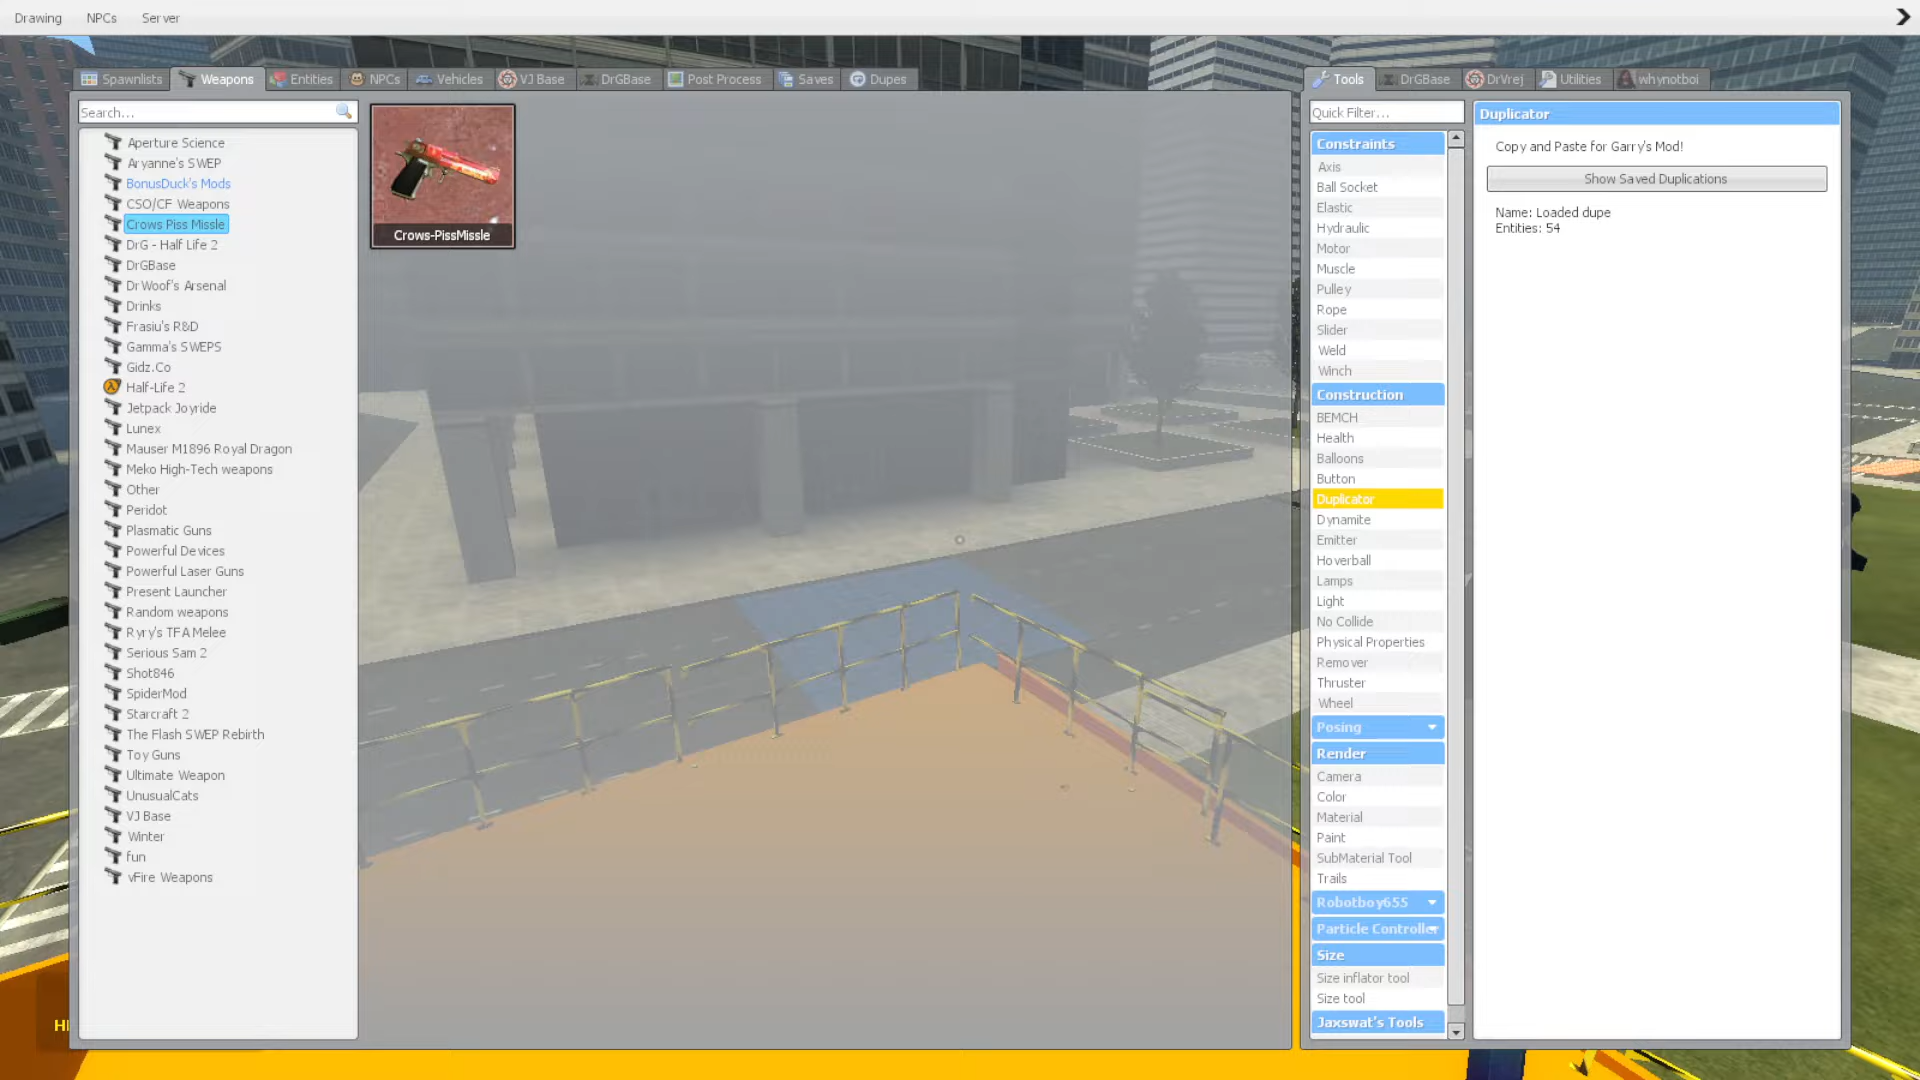 Drawing NPCs Server
Spawnlists Weapons Entities NPCs Vehicles VJ Base DrGBase Post Process Saves Dupes
Search...
Aperture Science
Aryanne's SWEP
BonusDuck's Mods
CSO/CF Weapons
Crows Piss Missle
DrG - Half Life 2
DrGBase
DrWoof's Arsenal
Drinks
Frasiu's R&D
Gamma's SWEPS
Gidz.Co
Half-Life 2
Jetpack Joyride
Lunex
Mauser M1896 Royal Dragon
Meko High-Tech weapons
Other
Peridot
Plasmatic Guns
Powerful Devices
Powerful Laser Guns
Present Launcher
Random weapons
Ryry's TFA Melee
Serious Sam 2
Shot846
SpiderMod
Starcraft 2
The Flash SWEP Rebirth
Toy Guns
Ultimate Weapon
UnusualCats
VJ Base
Winter
fun
vFire Weapons
Crows-PissMissle
Tools DrGBase DrVrej Utilities whynotboi
Quick Filter...
Constraints
Axis
Ball Socket
Elastic
Hydraulic
Motor
Muscle
Pulley
Rope
Slider
Weld
Winch
Construction
BEMCH
Health
Balloons
Button
Duplicator
Dynamite
Emitter
Hoverball
Lamps
Light
No Collide
Physical Properties
Remover
Thruster
Wheel
Posing
Render
Camera
Color
Material
Paint
SubMaterial Tool
Trails
Robotboy655
Particle Controller
Size
Size inflator tool
Size tool
Jaxswat's Tools
Duplicator
Copy and Paste for Garry's Mod!
Show Saved Duplications
Name: Loaded dupe
Entities: 54